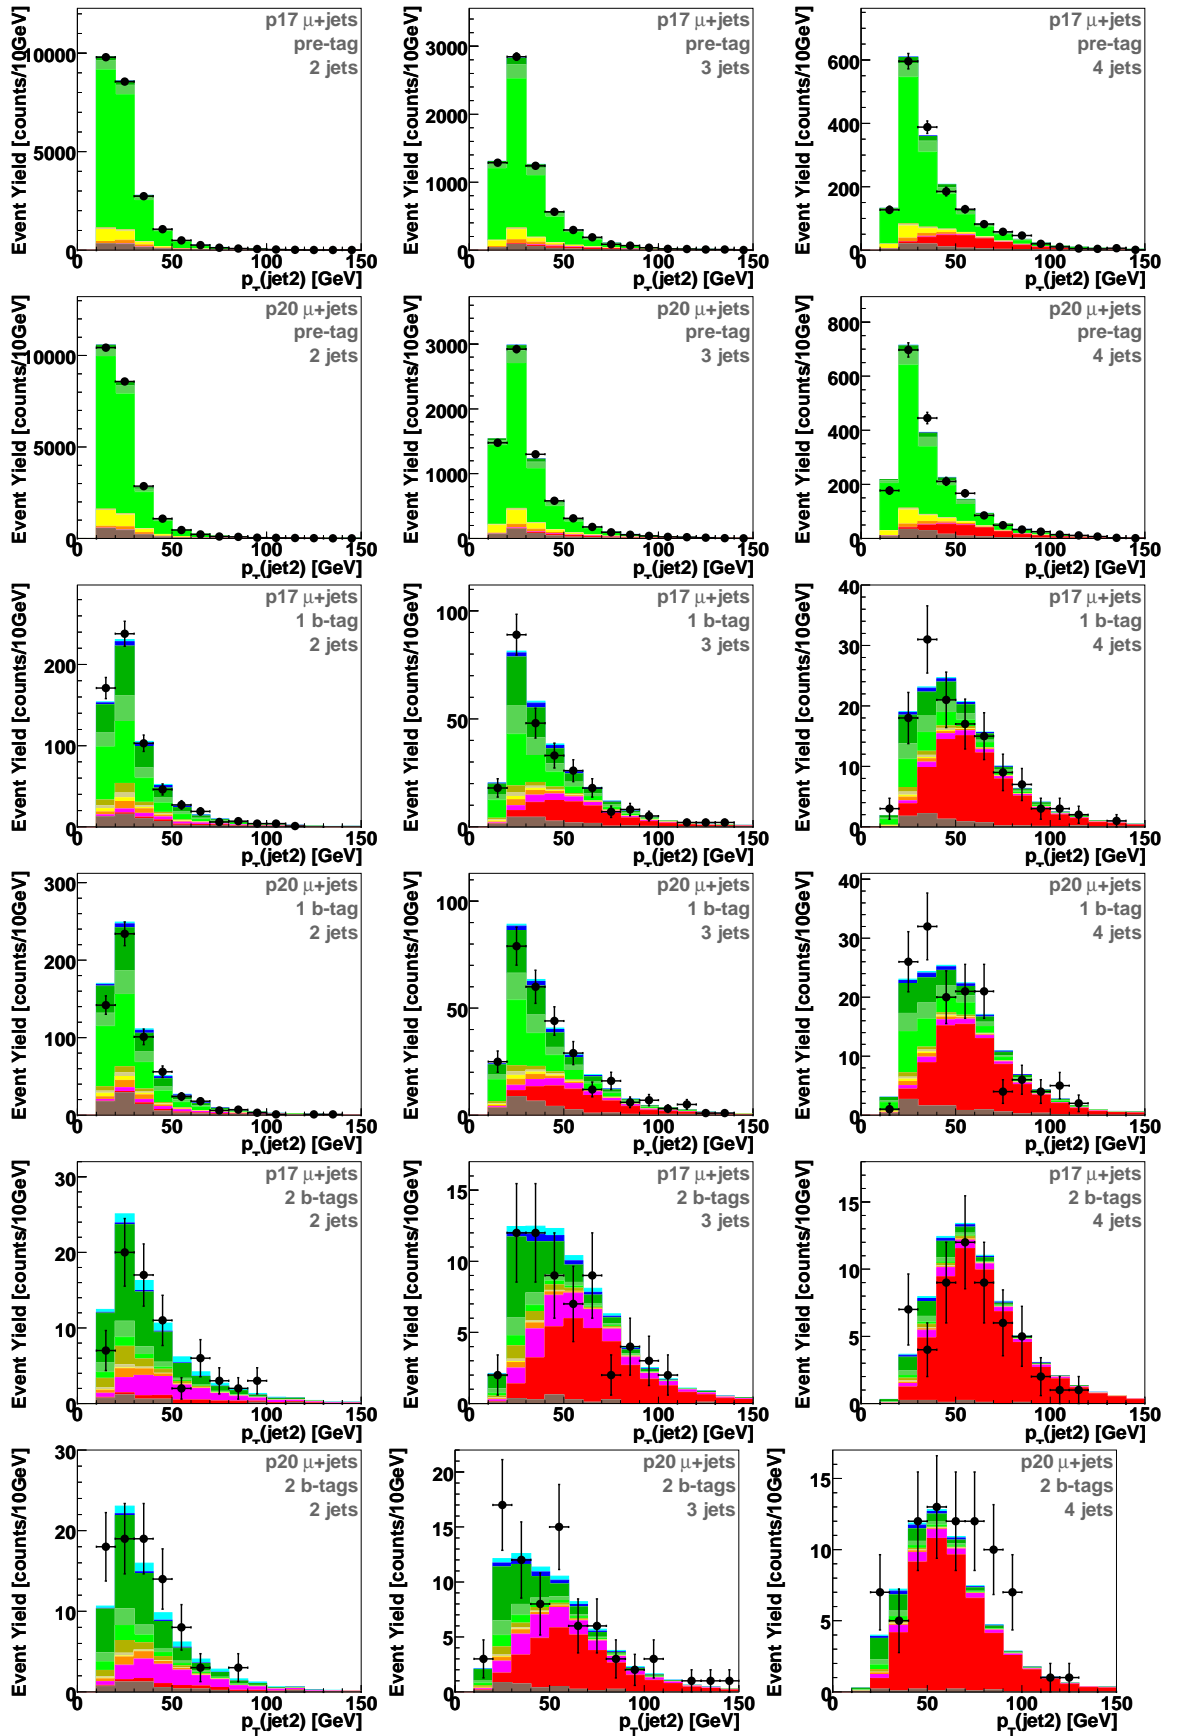 Event Yield [counts/10GeV]
10000
5000
0
p17 μ+jets
pre-tag
2 jets
0 50 100 150
p_T(jet2) [GeV]
Event Yield [counts/10GeV]
3000
2000
1000
0
p17 μ+jets
pre-tag
3 jets
0 50 100 150
p_T(jet2) [GeV]
Event Yield [counts/10GeV]
600
400
200
0
p17 μ+jets
pre-tag
4 jets
0 50 100 150
p_T(jet2) [GeV]
Event Yield [counts/10GeV]
10000
5000
0
p20 μ+jets
pre-tag
2 jets
0 50 100 150
p_T(jet2) [GeV]
Event Yield [counts/10GeV]
3000
2000
1000
0
p20 μ+jets
pre-tag
3 jets
0 50 100 150
p_T(jet2) [GeV]
Event Yield [counts/10GeV]
800
600
400
200
0
p20 μ+jets
pre-tag
4 jets
0 50 100 150
p_T(jet2) [GeV]
Event Yield [counts/10GeV]
200
100
0
p17 μ+jets
1 b-tag
2 jets
0 50 100 150
p_T(jet2) [GeV]
Event Yield [counts/10GeV]
100
50
0
p17 μ+jets
1 b-tag
3 jets
0 50 100 150
p_T(jet2) [GeV]
Event Yield [counts/10GeV]
40
30
20
10
0
p17 μ+jets
1 b-tag
4 jets
0 50 100 150
p_T(jet2) [GeV]
Event Yield [counts/10GeV]
300
200
100
0
p20 μ+jets
1 b-tag
2 jets
0 50 100 150
p_T(jet2) [GeV]
Event Yield [counts/10GeV]
100
50
0
p20 μ+jets
1 b-tag
3 jets
0 50 100 150
p_T(jet2) [GeV]
Event Yield [counts/10GeV]
40
30
20
10
0
p20 μ+jets
1 b-tag
4 jets
0 50 100 150
p_T(jet2) [GeV]
Event Yield [counts/10GeV]
30
20
10
0
p17 μ+jets
2 b-tags
2 jets
0 50 100 150
p_T(jet2) [GeV]
Event Yield [counts/10GeV]
15
10
5
0
p17 μ+jets
2 b-tags
3 jets
0 50 100 150
p_T(jet2) [GeV]
Event Yield [counts/10GeV]
10
5
0
p17 μ+jets
2 b-tags
4 jets
0 50 100 150
p_T(jet2) [GeV]
Event Yield [counts/10GeV]
30
20
10
0
p20 μ+jets
2 b-tags
2 jets
0 50 100 150
p_T(jet2) [GeV]
Event Yield [counts/10GeV]
20
15
10
5
0
p20 μ+jets
2 b-tags
3 jets
0 50 100 150
p_T(jet2) [GeV]
Event Yield [counts/10GeV]
15
10
5
0
p20 μ+jets
2 b-tags
4 jets
0 50 100 150
p_T(jet2) [GeV]